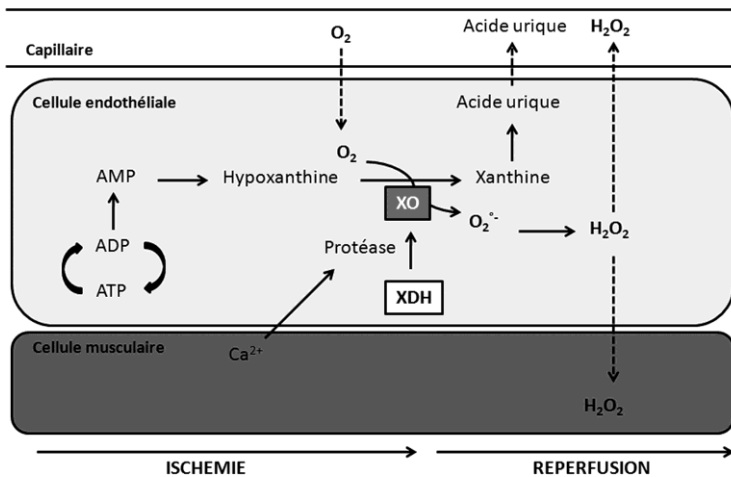 O₂
Acide urique
H₂O₂
Capillaire
Cellule endothéliale
Acide urique
O₂
AMP
Hypoxanthine
Xanthine
XO
O₂°-
H₂O₂
ADP
Protéase
ATP
XDH
Cellule musculaire
Ca²⁺
H₂O₂
ISCHEMIE
REPERFUSION